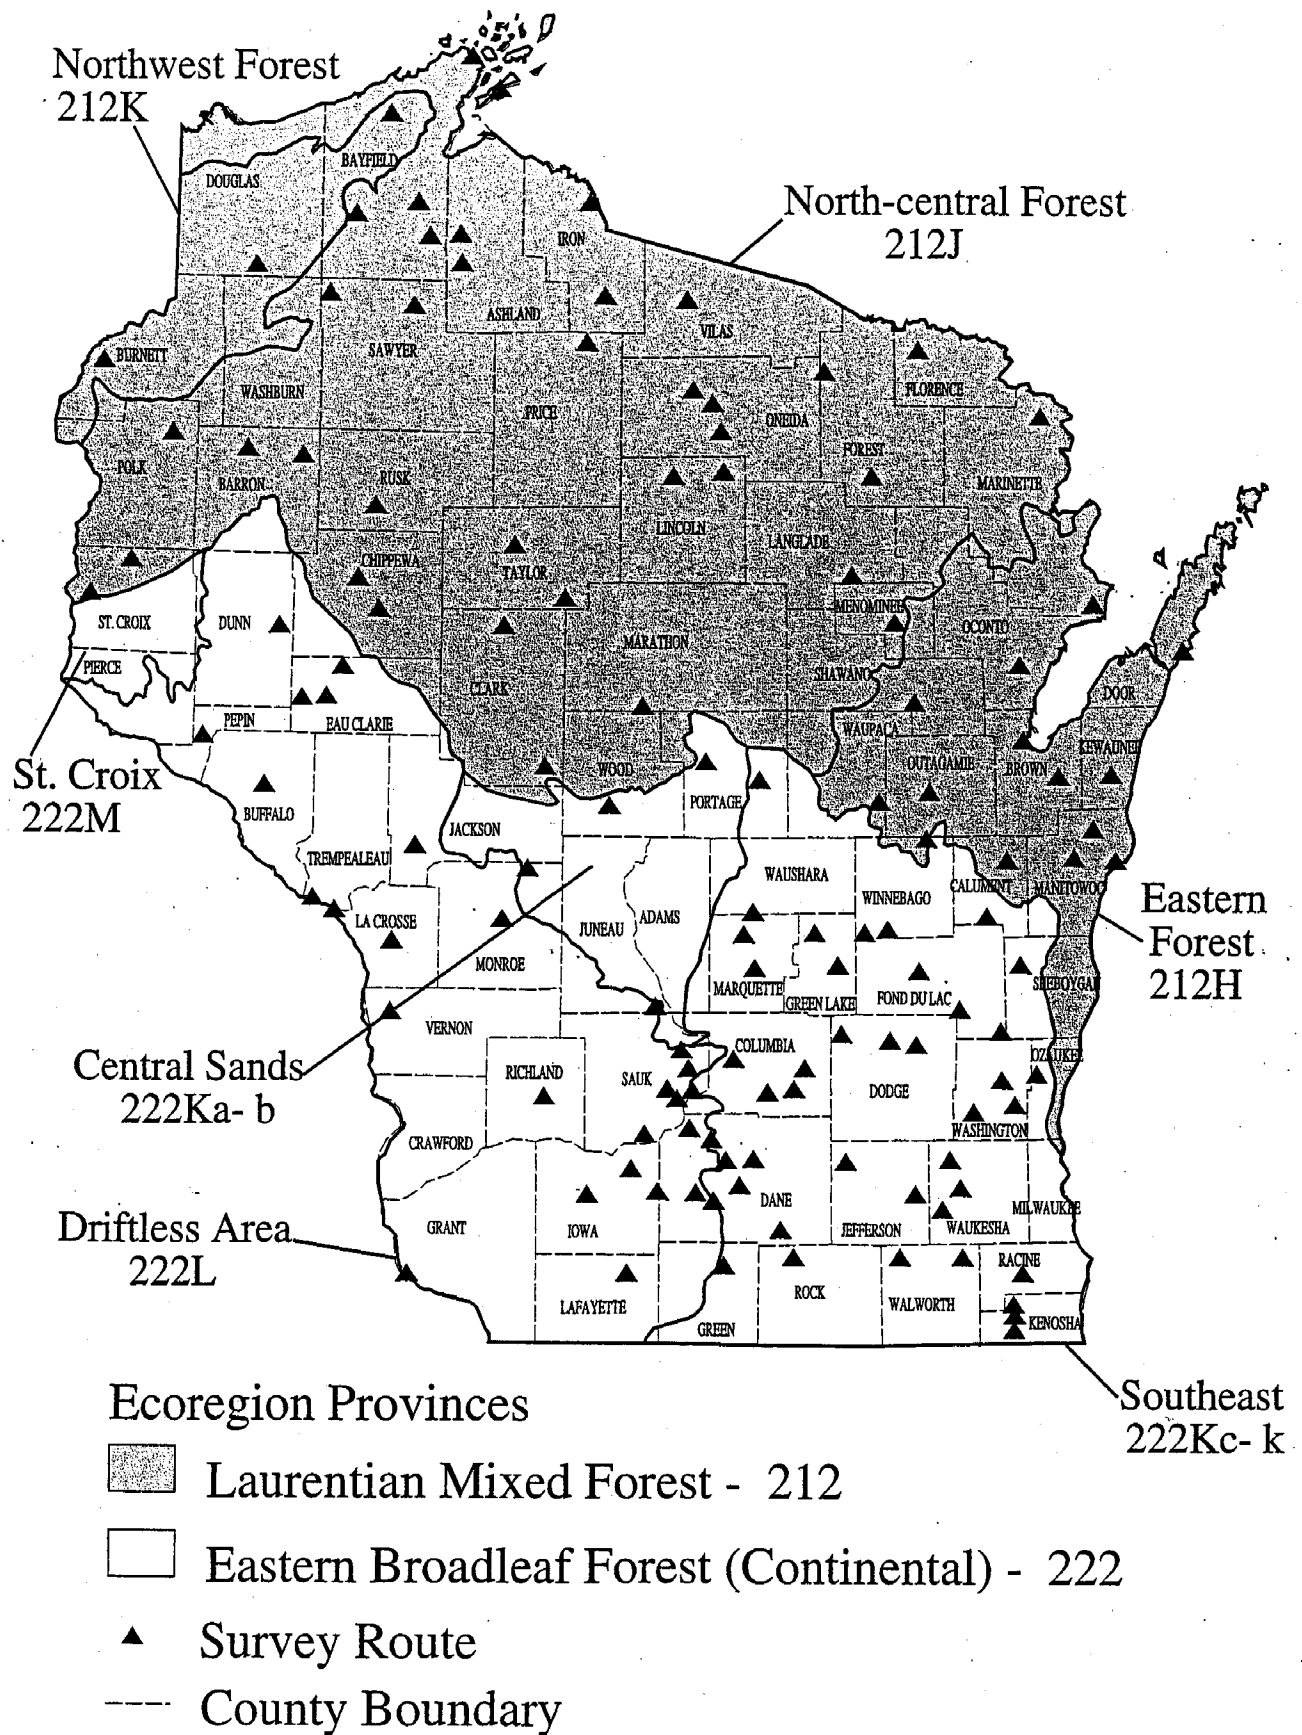 Northwest Forest
212K
North-central Forest
212J
BAYFIELD
DOUGLAS
IRON
ASHLAND
VILAS
SAWYER
BURNETT
WASHBURN
FLORENCE
PRICE
ONEIDA
FOREST
POLK
BARRON
RUSK
MARINETTE
LINCOLN
LANGLADE
CHIPPEWA
TAYLOR
MENOMINEE
ST. CROIX
DUNN
MARATHON
OCONTO
PIERCE
SHAWANO
CLARK
DOOR
PEPIN
EAU CLARIE
WAUPACA
KEWAUNEE
OUTAGAMIE
BROWN
WOOD
St. Croix
222M
PORTAGE
BUFFALO
JACKSON
TREMPEALEAU
WAUSHARA
WINNEBAGO
CALUMENT
MANITOWOC
Eastern
Forest
212H
LA CROSSE
JUNEAU
ADAMS
MONROE
MARQUETTE
GREEN LAKE
FOND DU LAC
SHEBOYGAN
VERNON
COLUMBIA
OZAUKEE
Central Sands
222Ka- b
RICHLAND
SAUK
DODGE
WASHINGTON
CRAWFORD
DANE
MILWAUKEE
Driftless Area
222L
GRANT
IOWA
JEFFERSON
WAUKESHA
RACINE
LAFAYETTE
ROCK
WALWORTH
GREEN
KENOSHA
Southeast
222Kc- k
Ecoregion Provinces
Laurentian Mixed Forest - 212
Eastern Broadleaf Forest (Continental) - 222
Survey Route
County Boundary